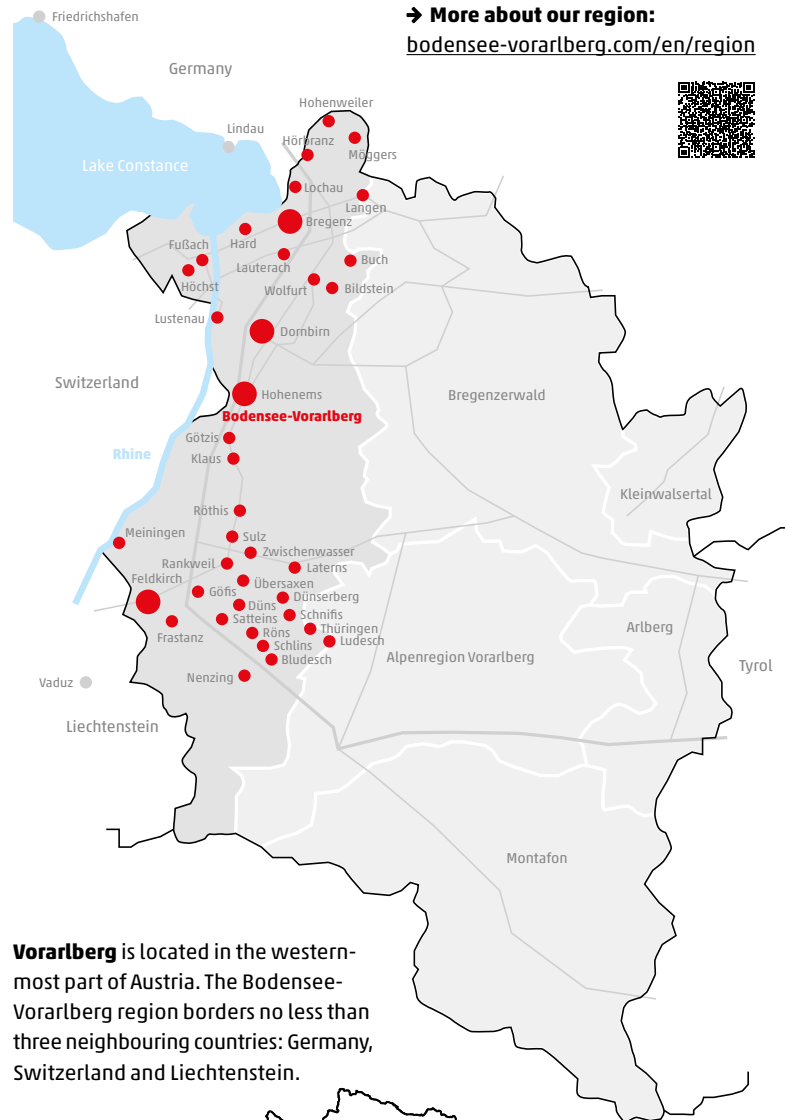 → More about our region:
bodensee-vorarlberg.com/en/region
Friedrichshafen
Germany
Hohenweiler
Lindau
Hörbranz
Möggers
Lake Constance
Lochau
Langen
Bregenz
Hard
Fußach
Buch
Lauterach
Höchst
Wolfurt
Bildstein
Lustenau
Dornbirn
Switzerland
Hohenems
Bregenzerwald
Bodensee-Vorarlberg
Götzis
Rhine
Klaus
Kleinwalsertal
Röthis
Meiningen
Sulz
Zwischenwasser
Rankweil
Laterns
Feldkirch
Übersaxen
Göfis
Dünserberg
Düns
Schnifis
Satteins
Thüringen
Arlberg
Frastanz
Röns
Ludesch
Schlins
Bludesch
Alpenregion Vorarlberg
Tyrol
Nenzing
Vaduz
Liechtenstein
Montafon
Vorarlberg is located in the western-
most part of Austria. The Bodensee-
Vorarlberg region borders no less than
three neighbouring countries: Germany,
Switzerland and Liechtenstein.